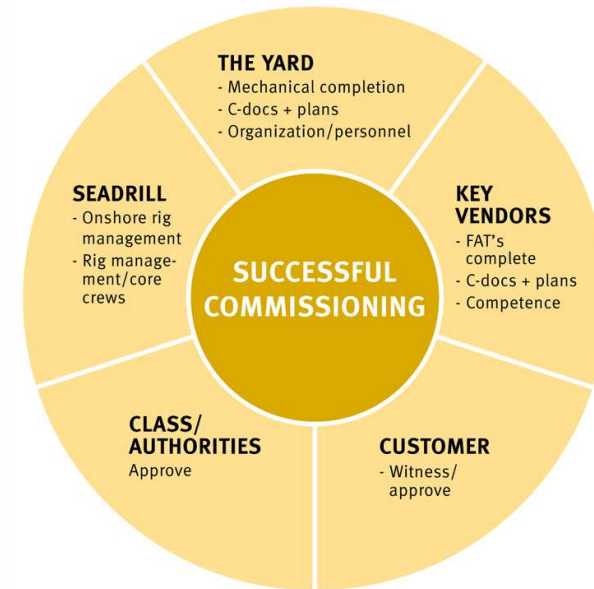 THE YARD
- Mechanical completion
- C-docs + plans
- Organization/personnel
KEY
VENDORS
- FAT's
complete
- C-docs + plans
- Competence
CUSTOMER
- Witness/
approve
CLASS/
AUTHORITIES
Approve
SEADRILL
- Onshore rig
management
- Rig manage-
ment/core
crews
SUCCESSFUL
COMMISSIONING